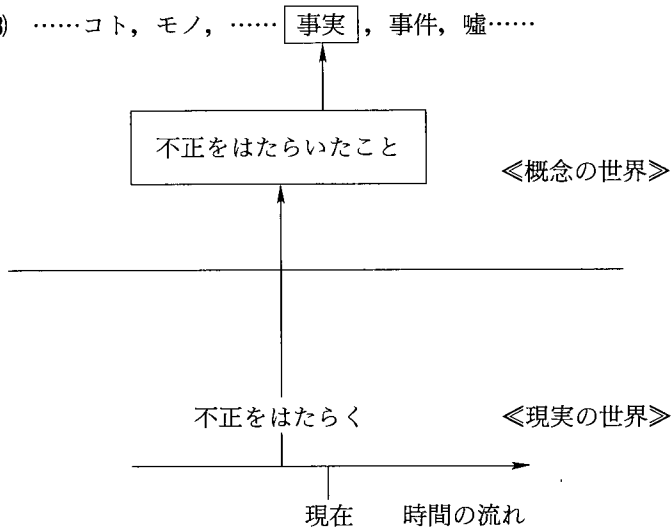 ) ……コト，モノ，……事実，事件，嘘……
不正をはたらいたこと
≪概念の世界≫
不正をはたらく
≪現実の世界≫
現在 時間の流れ